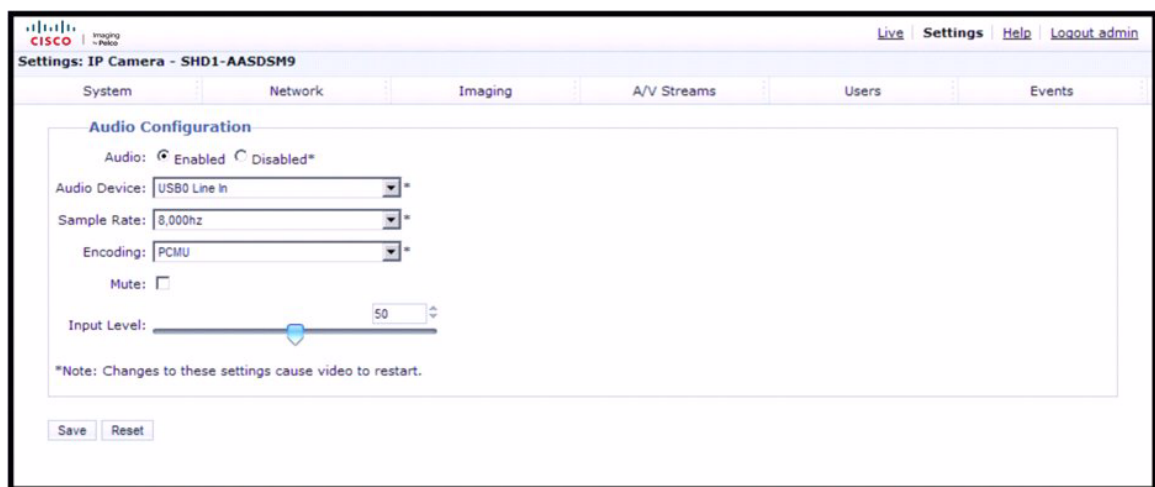 CISCO Imaging by Pelco
Live Settings Help Logout admin
Settings: IP Camera - SHD1-AASDSM9
System Network Imaging A/V Streams Users Events
Audio Configuration
Audio: Enabled Disabled*
Audio Device: USB0 Line In *
Sample Rate: 8,000hz *
Encoding: PCMU *
Mute:
50
Input Level:
*Note: Changes to these settings cause video to restart.
Save Reset